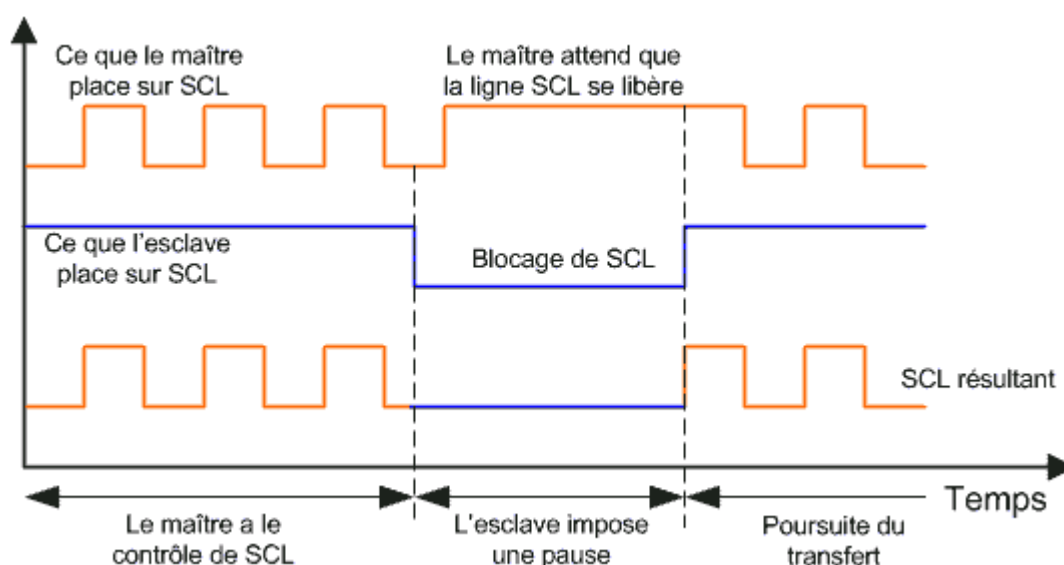 Ce que le maître
place sur SCL
Le maître attend que
la ligne SCL se libère
Ce que l'esclave
place sur SCL
Blocage de SCL
SCL résultant
Temps
Le maître a le
contrôle de SCL
L'esclave impose
une pause
Poursuite du
transfert